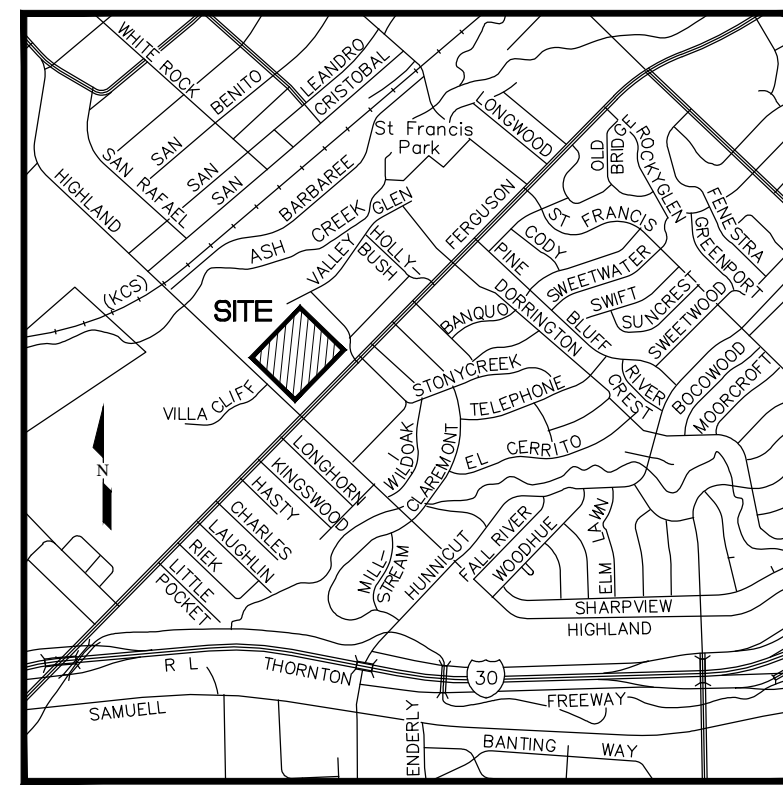 WHITE ROCK
BENITO
LEANDRO
CRISTOBAL
SAN
SAN RAFAEL
SAN
SAN
HIGHLAND
BARBAREE
St Francis
Park
LONGWOOD
OLD
BRIDGE
ROCKYGLEN
FENESTRA
GREENPORT
ASH CREEK
VALLEY GLEN
HOLLY-
BUSH
FERGUSON
ST FRANCIS
CODY
PINE
SWEETWATER
SWIFT
SUNCREST
SWEETWOOD
(KCS)
SITE
BANQUO
DORRINGTON
BLUFF
RIVER
CREST
BOCOWOOD
MOORCROFT
STONYCREEK
TELEPHONE
EL CERRITO
VILLA CLIFF
WILDOAK
CLAREMONT
N
LONGHORN
KINGSWOOD
HASTY
CHARLES
LAUGHLIN
RIEK
LITTLE
POCKET
MILL-
STREAM
HUNNICUT
FALL RIVER
WOODHUE
ELM LAWN
SHARPVIEW
HIGHLAND
R L THORNTON
30
FREEWAY
SAMUELL
ENDERLY
BANTING WAY